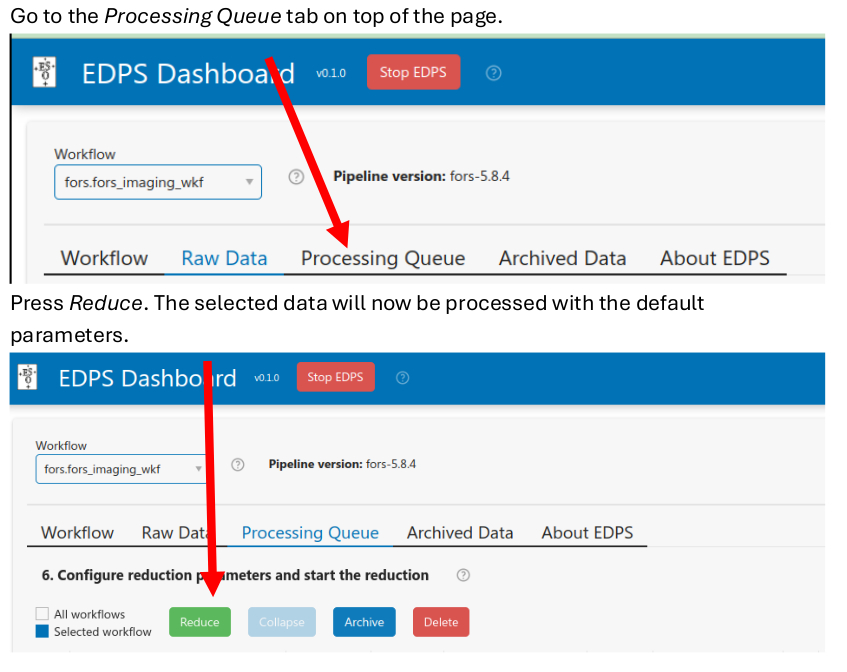 Go to the Processing Queue tab on top of the page.
EDPS Dashboard v0.1.0 Stop EDPS ?
Workflow
fors.fors_imaging_wkf ? Pipeline version: fors-5.8.4
Workflow Raw Data Processing Queue Archived Data About EDPS
Press Reduce. The selected data will now be processed with the default
parameters.
EDPS Dashboard v0.1.0 Stop EDPS ?
Workflow
fors.fors_imaging_wkf ? Pipeline version: fors-5.8.4
Workflow Raw Data Processing Queue Archived Data About EDPS
6. Configure reduction parameters and start the reduction ?
All workflows
Selected workflow
Reduce Collapse Archive Delete